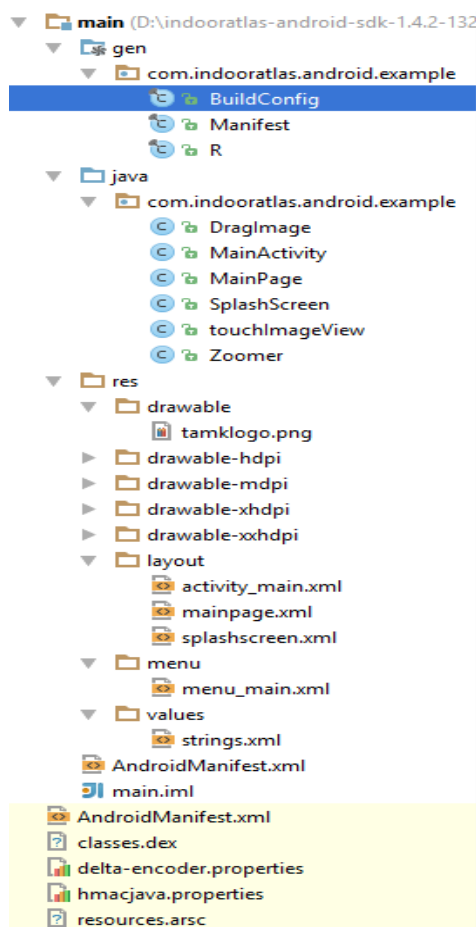 main (D:\indooratlas-android-sdk-1.4.2-132
gen
com.indooratlas.android.example
BuildConfig
Manifest
R
java
com.indooratlas.android.example
DragImage
MainActivity
MainPage
SplashScreen
touchImageView
Zoomer
res
drawable
tamklogo.png
drawable-hdpi
drawable-mdpi
drawable-xhdpi
drawable-xxhdpi
layout
activity_main.xml
mainpage.xml
splashscreen.xml
menu
menu_main.xml
values
strings.xml
AndroidManifest.xml
main.iml
AndroidManifest.xml
classes.dex
delta-encoder.properties
hmacjava.properties
resources.arsc